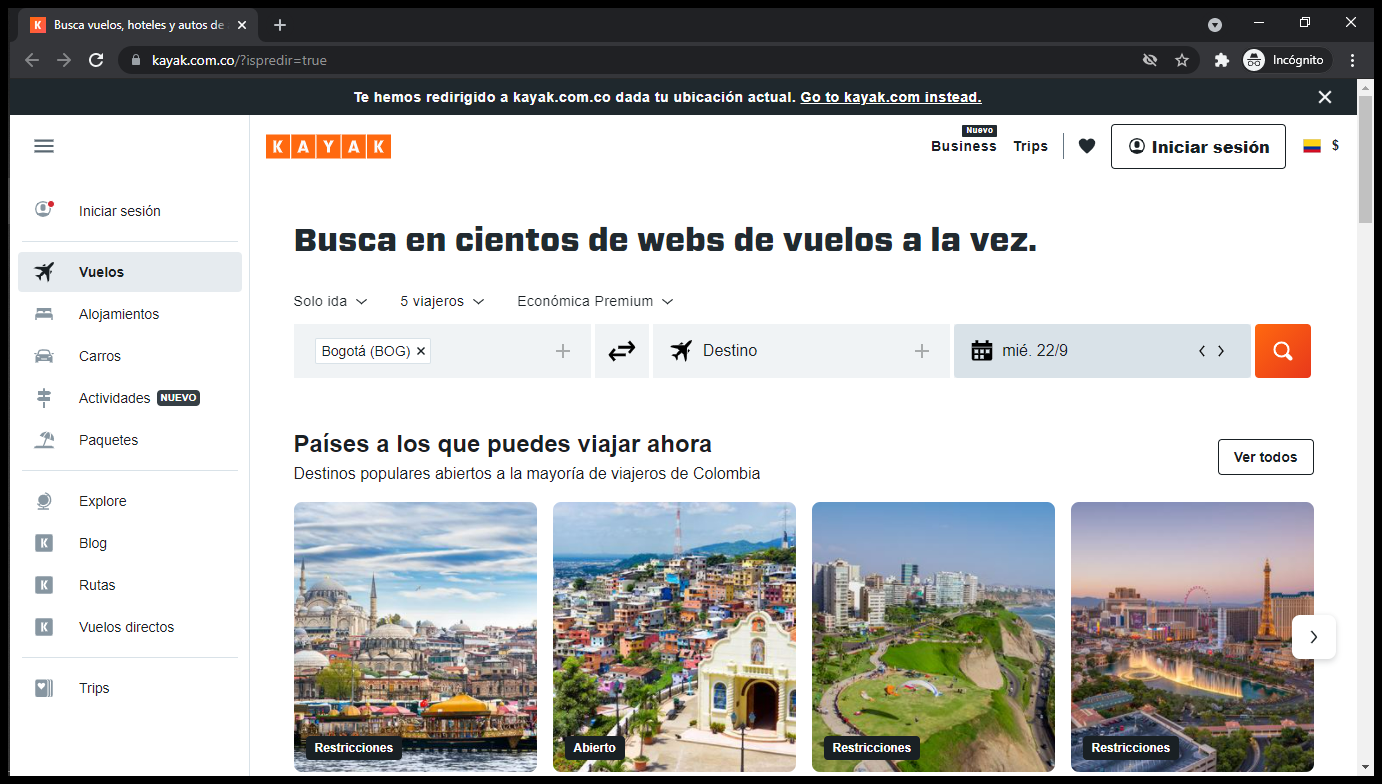 Busca vuelos, hoteles y autos de
kayak.com.co/?ispredir=true
Incógnito
Te hemos redirigido a kayak.com.co dada tu ubicación actual. Go to kayak.com instead.
KAYAK
Nuevo
Business
Trips
Iniciar sesión
$
Iniciar sesión
Vuelos
Alojamientos
Carros
Actividades NUEVO
Paquetes
Explore
K Blog
K Rutas
K Vuelos directos
Trips
Busca en cientos de webs de vuelos a la vez.
Solo ida 5 viajeros Económica Premium
Bogotá (BOG) Destino mié. 22/9
Países a los que puedes viajar ahora
Destinos populares abiertos a la mayoría de viajeros de Colombia
Ver todos
Restricciones Abierto Restricciones Restricciones